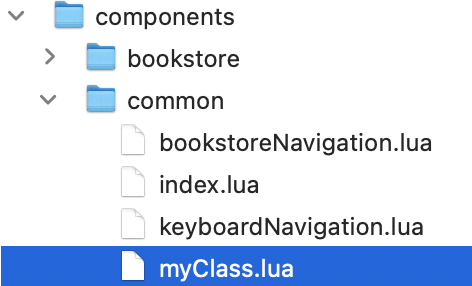 components
bookstore
common
bookstoreNavigation.lua
index.lua
keyboardNavigation.lua
myClass.lua